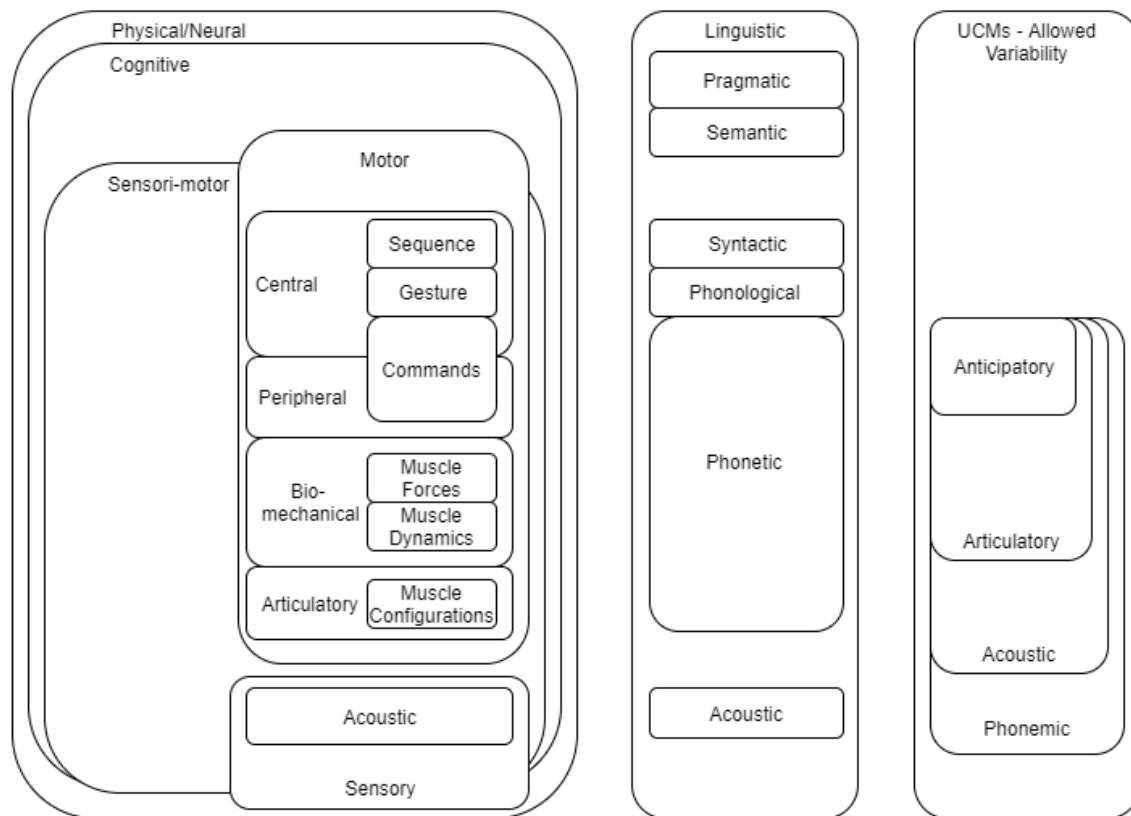 Physical/Neural
Cognitive
Sensori-motor
Motor
Central
Sequence
Gesture
Commands
Peripheral
Bio-
mechanical
Muscle
Forces
Muscle
Dynamics
Articulatory
Muscle
Configurations
Acoustic
Sensory
Linguistic
Pragmatic
Semantic
Syntactic
Phonological
Phonetic
Acoustic
UCMs - Allowed
Variability
Anticipatory
Articulatory
Acoustic
Phonemic